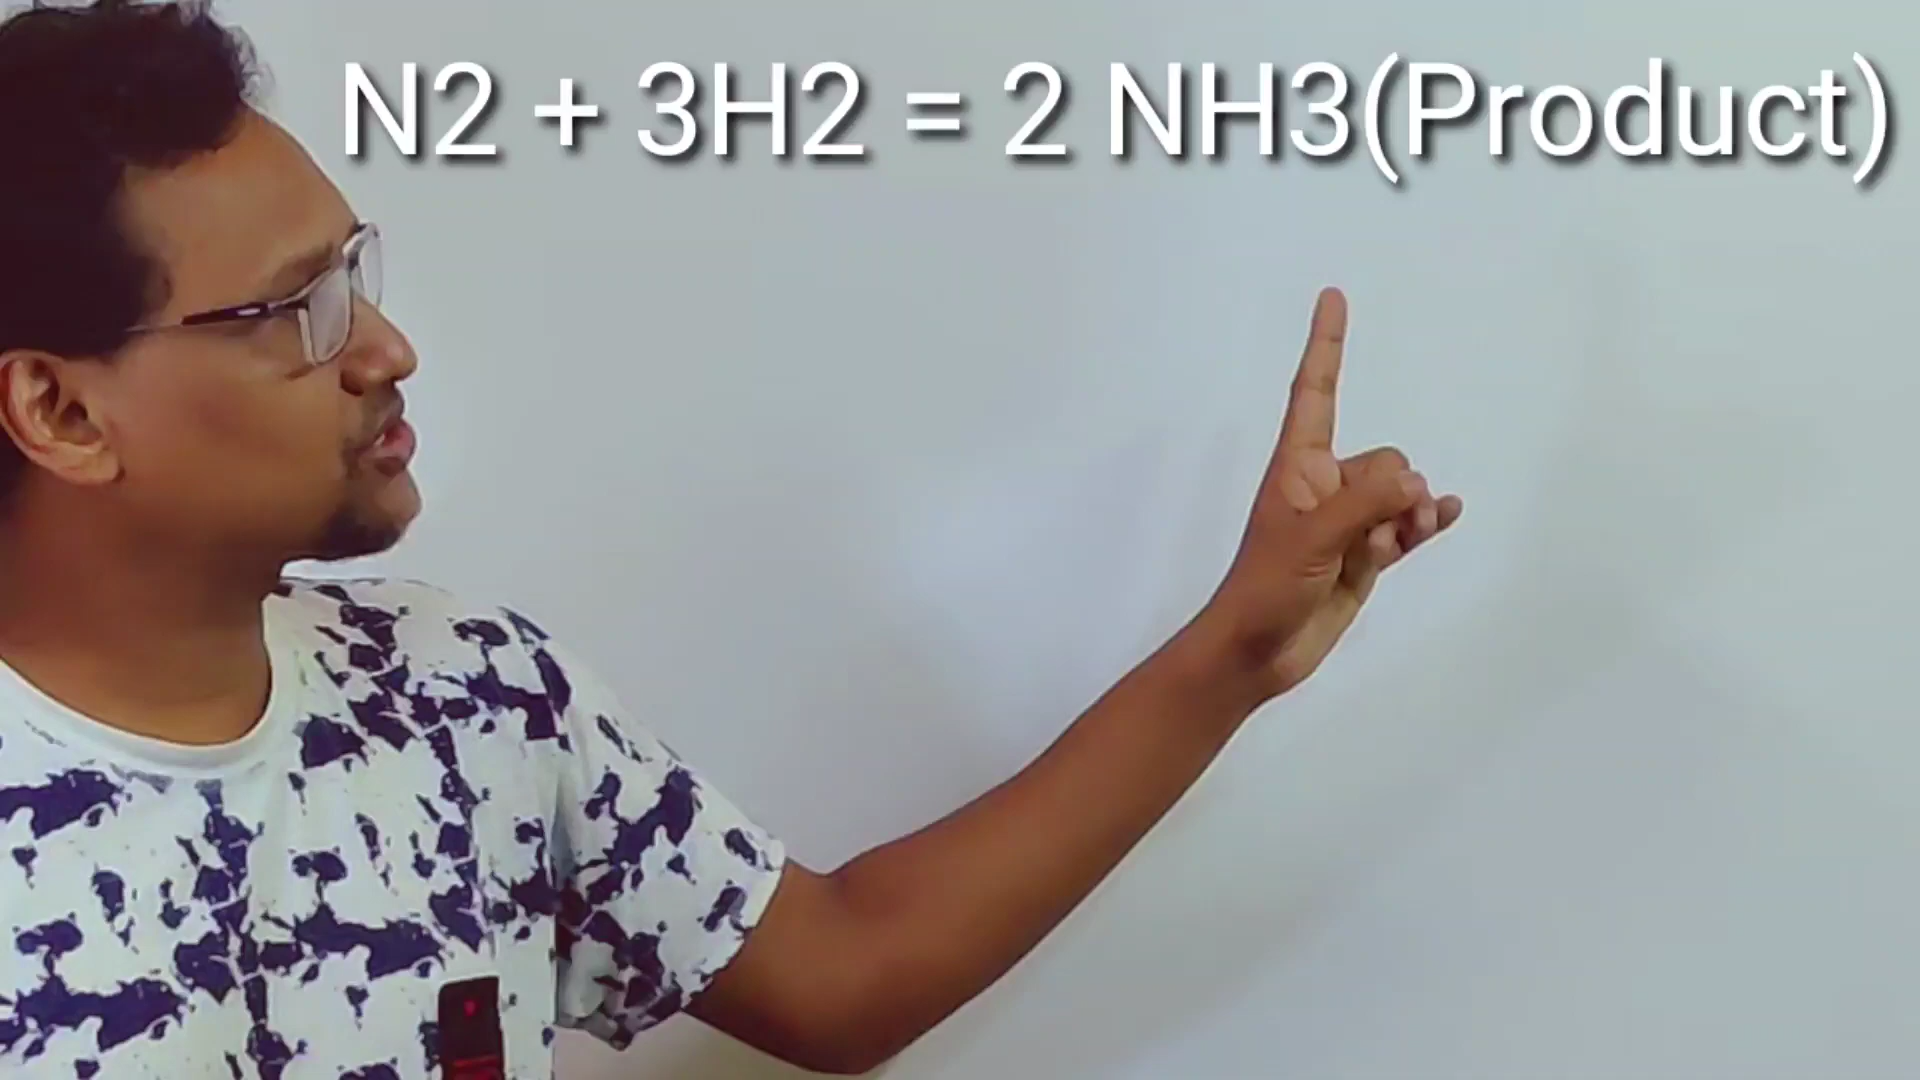 N2 + 3H2 = 2 NH3(Product)